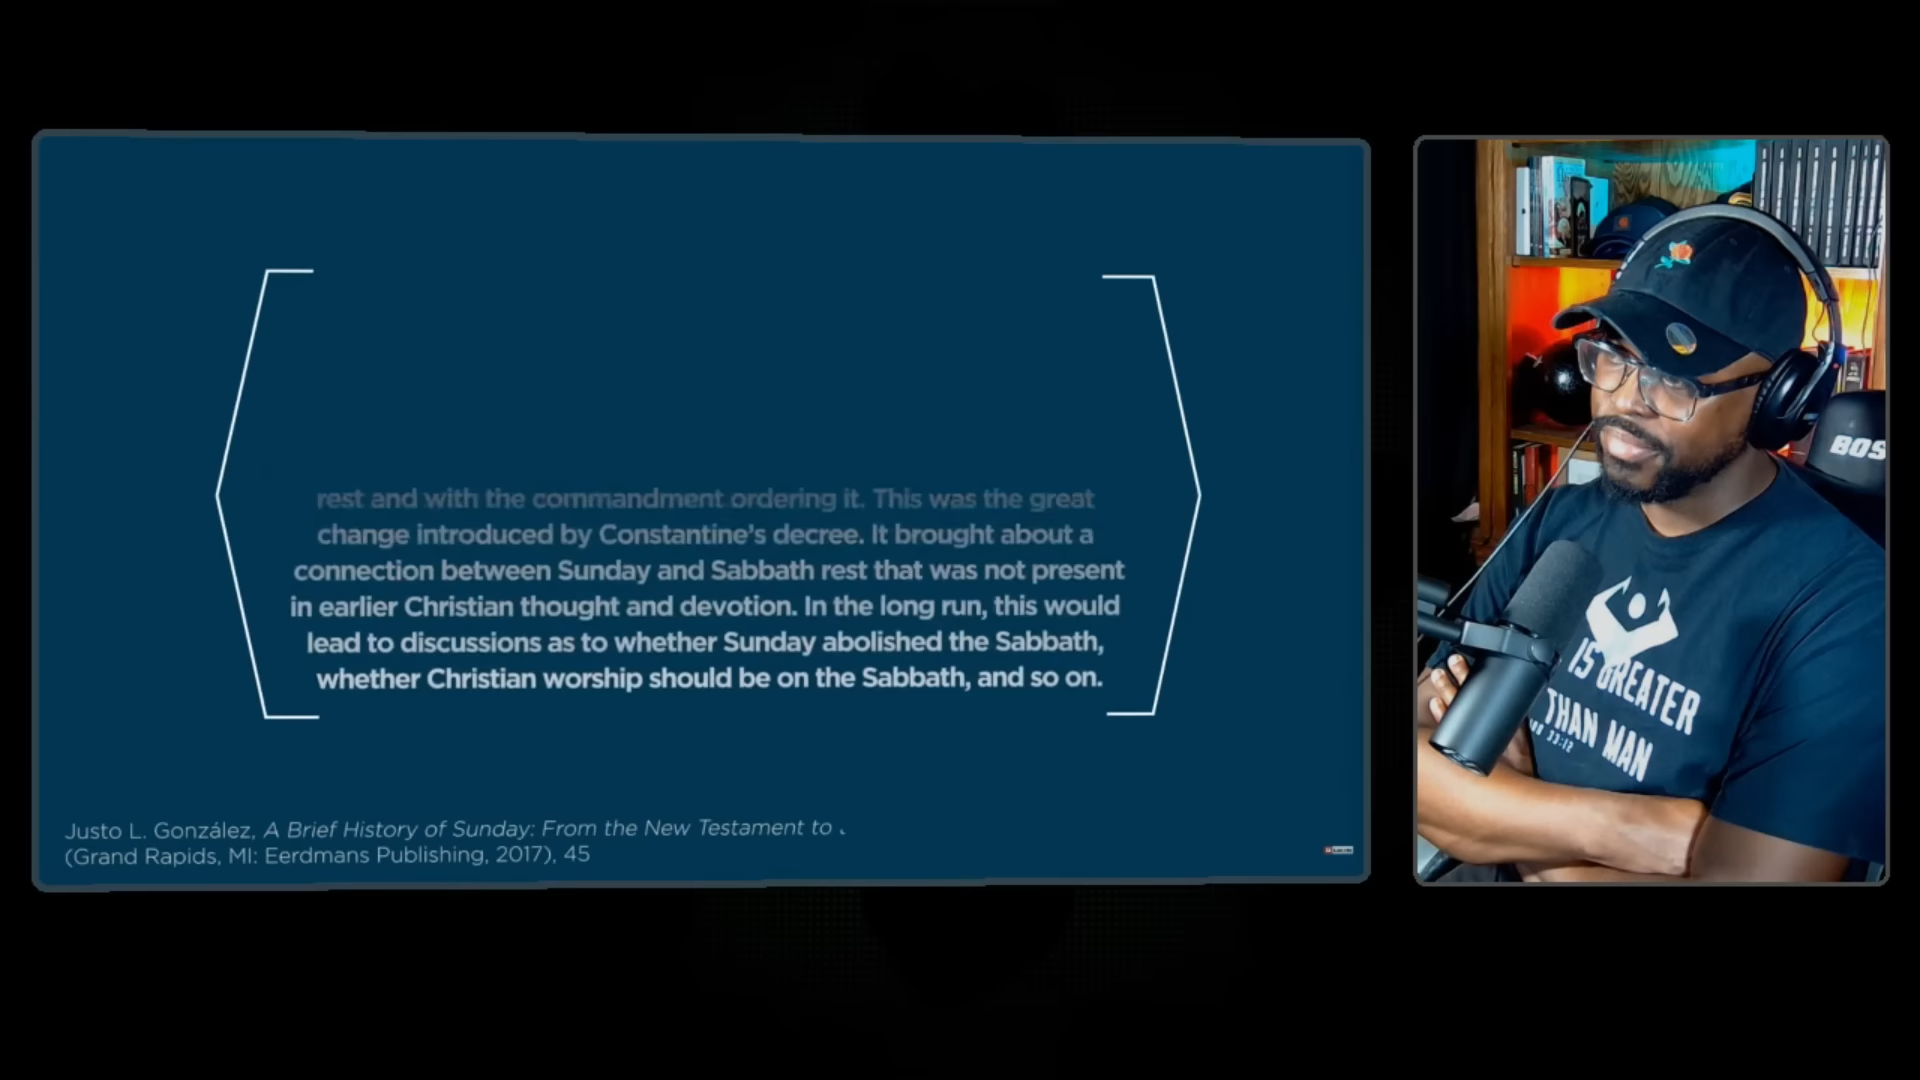 rest and with the commandment ordering it. This was the great
change introduced by Constantine's decree. It brought about a
connection between Sunday and Sabbath rest that was not present
in earlier Christian thought and devotion. In the long run, this would
lead to discussions as to whether Sunday abolished the Sabbath,
whether Christian worship should be on the Sabbath, and so on.
Justo L. González, A Brief History of Sunday: From the New Testament to
(Grand Rapids, MI: Eerdmans Publishing, 2017), 45
BOS
IS GREATER
THAN MAN
33:12